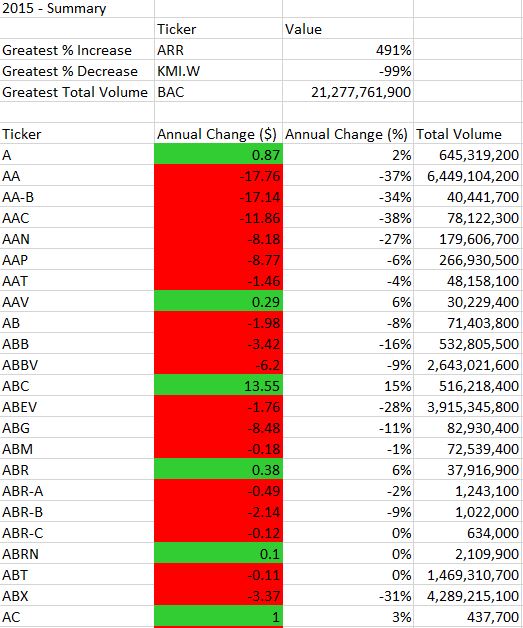 2015 - Summary
Ticker Value
Greatest % Increase ARR 491%
Greatest % Decrease KMI.W -99%
Greatest Total Volume BAC 21,277,761,900
Ticker Annual Change ($) Annual Change (%) Total Volume
A 0.87 2% 645,319,200
AA -17.76 -37% 6,449,104,200
AA-B -17.14 -34% 40,441,700
AAC -11.86 -38% 78,122,300
AAN -8.18 -27% 179,606,700
AAP -8.77 -6% 266,930,500
AAT -1.46 -4% 48,158,100
AAV 0.29 6% 30,229,400
AB -1.98 -8% 71,403,800
ABB -3.42 -16% 532,805,500
ABBV -6.2 -9% 2,643,021,600
ABC 13.55 15% 516,218,400
ABEV -1.76 -28% 3,915,345,800
ABG -8.48 -11% 82,930,400
ABM -0.18 -1% 72,539,400
ABR 0.38 6% 37,916,900
ABR-A -0.49 -2% 1,243,100
ABR-B -2.14 -9% 1,022,000
ABR-C -0.12 0% 634,000
ABRN 0.1 0% 2,109,900
ABT -0.11 0% 1,469,310,700
ABX -3.37 -31% 4,289,215,100
AC 1 3% 437,700